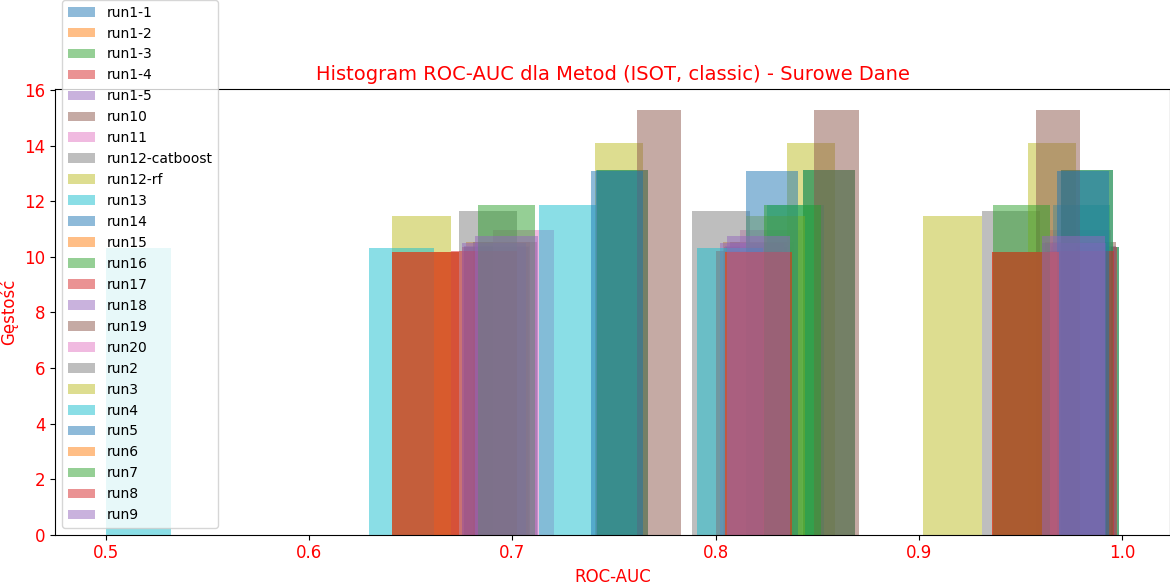 run1-1
run1-2
run1-3
run1-4
run1-5
run10
run11
run12-catboost
run12-rf
run13
run14
run15
run16
run17
run18
run19
run20
run2
run3
run4
run5
run6
run7
run8
run9
Histogram ROC-AUC dla Metod (ISOT, classic) - Surowe Dane
Gęstość
16
14
12
10
8
6
4
2
0
0.5 0.6 0.7 0.8 0.9 1.0
ROC-AUC